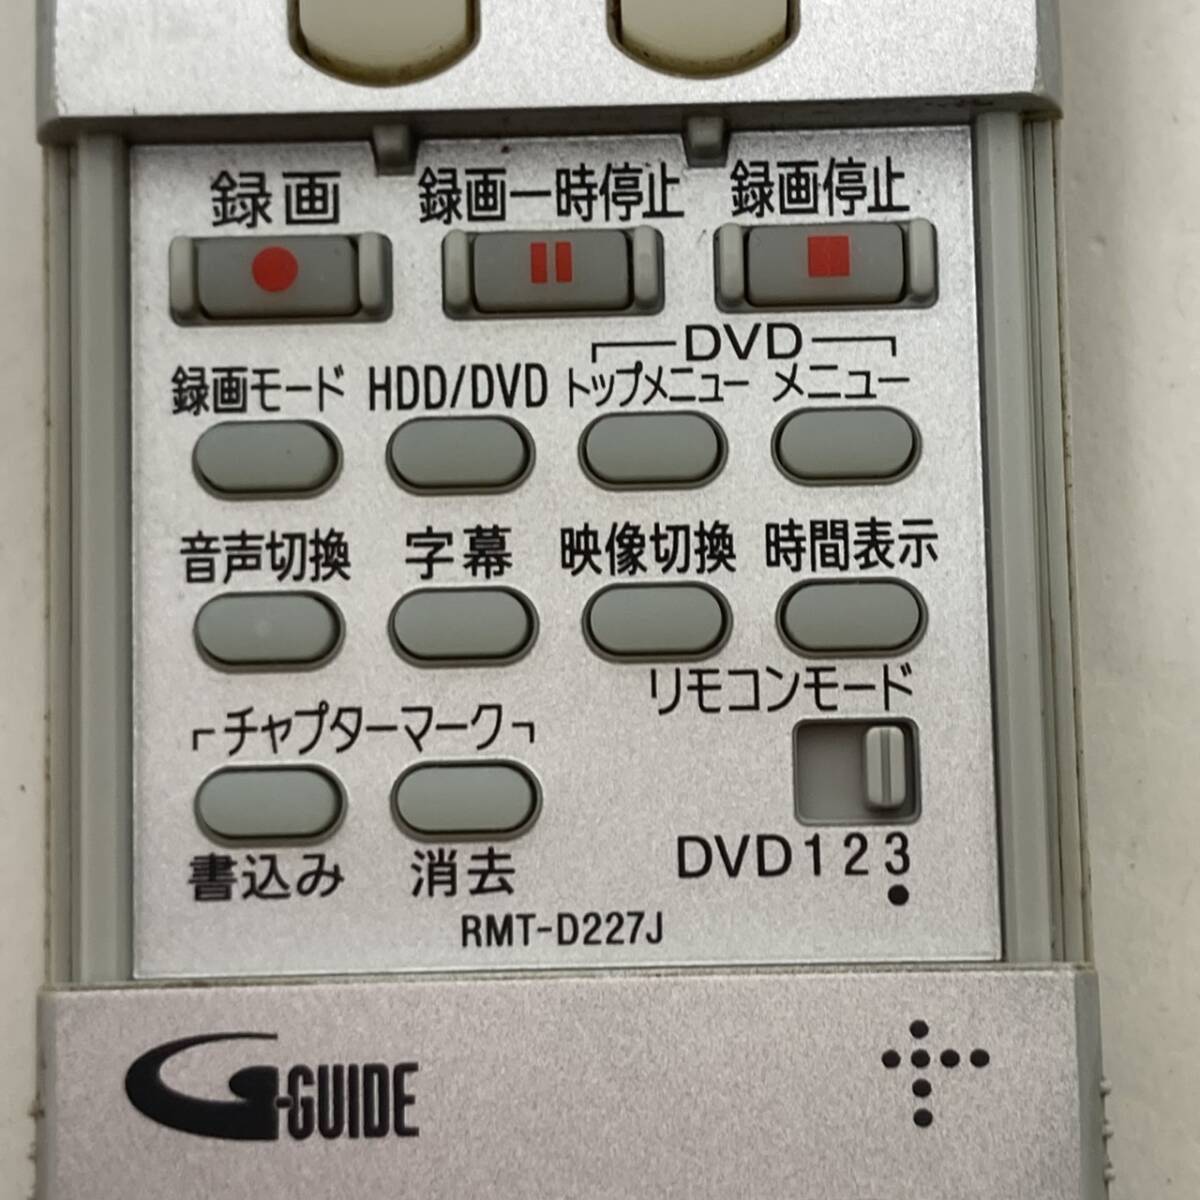 録画 録画一時停止 録画停止
DVD
録画モード HDD/DVD トップメニュー メニュー
音声切換 字幕 映像切換 時間表示
リモコンモード
チャプターマーク
DVD 1 2 3
書込み 消去
RMT-D227J
G-GUIDE